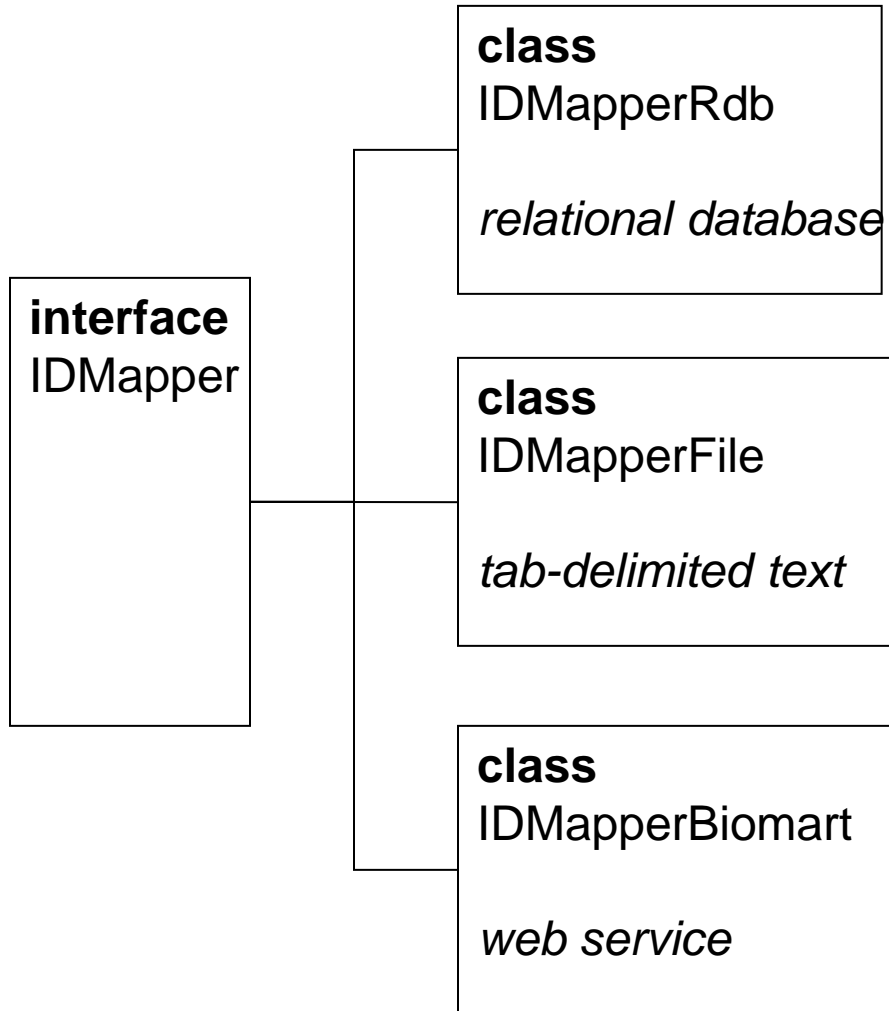 interface
IDMapper
class
IDMapperRdb
relational database
class
IDMapperFile
tab-delimited text
class
IDMapperBiomart
web service